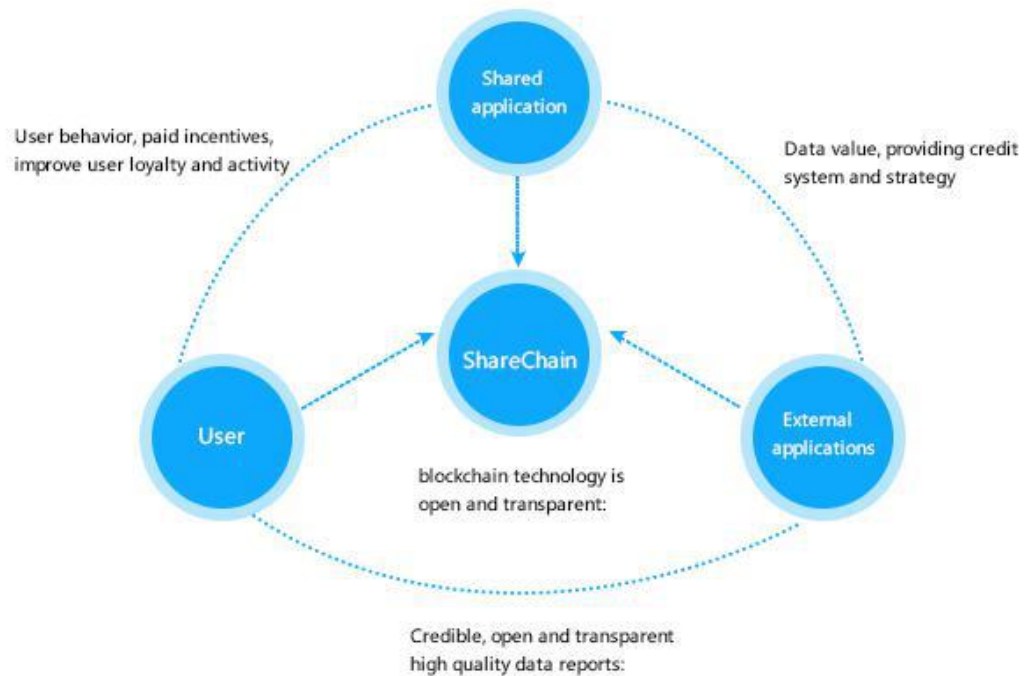 Shared
application
User behavior, paid incentives,
improve user loyalty and activity
Data value, providing credit
system and strategy
ShareChain
User
External
applications
blockchain technology is
open and transparent:
Credible, open and transparent
high quality data reports: